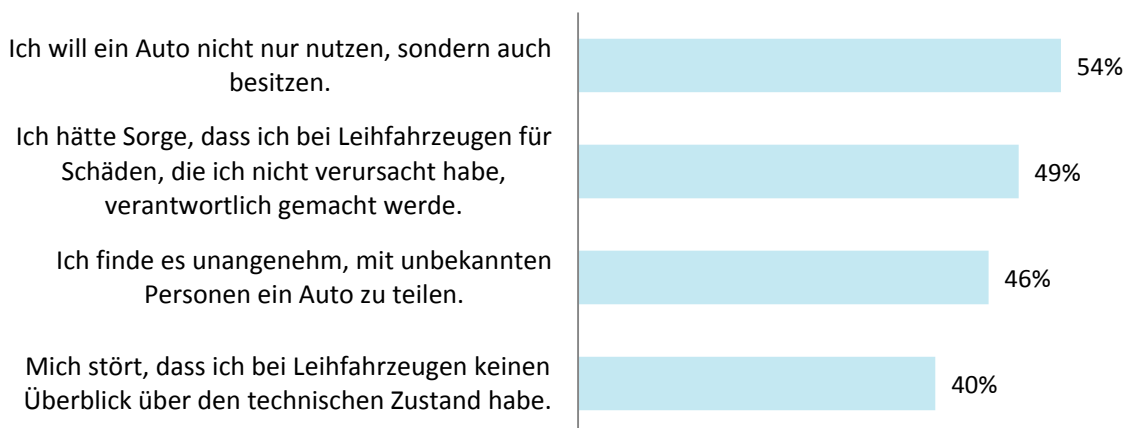 Ich will ein Auto nicht nur nutzen, sondern auch
besitzen.
54%
Ich hätte Sorge, dass ich bei Leihfahrzeugen für
Schäden, die ich nicht verursacht habe,
verantwortlich gemacht werde.
49%
Ich finde es unangenehm, mit unbekannten
Personen ein Auto zu teilen.
46%
Mich stört, dass ich bei Leihfahrzeugen keinen
Überblick über den technischen Zustand habe.
40%